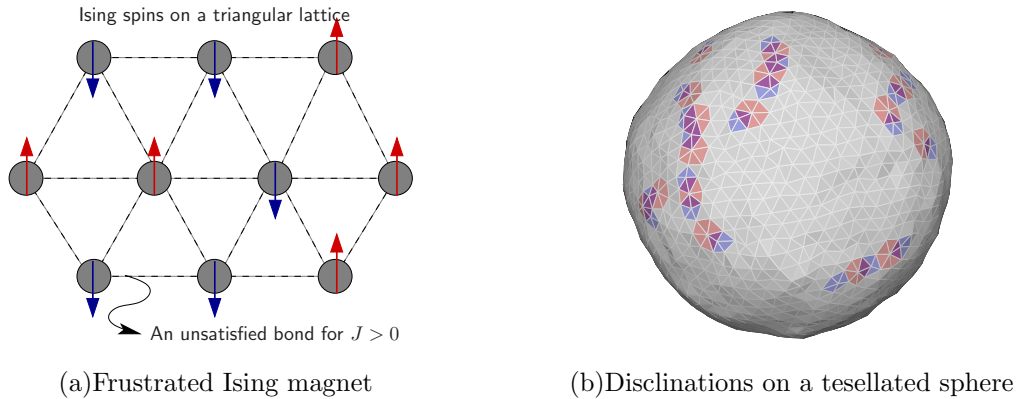 Ising spins on a triangular lattice
An unsatisfied bond for J > 0
(a)Frustrated Ising magnet
(b)Disclinations on a tesellated sphere